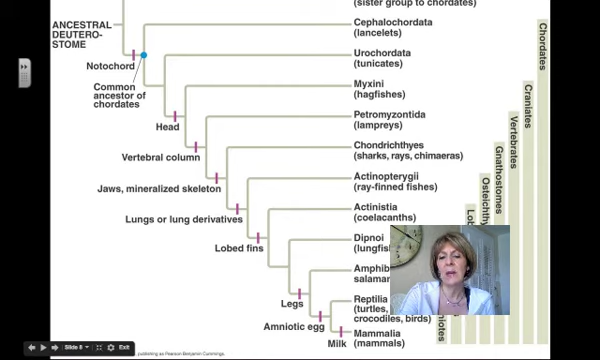 (sister group to chordates)
ANCESTRAL
DEUTERO-
STOME
Notochord
Common
ancestor of
chordates
Head
Vertebral column
Jaws, mineralized skeleton
Lungs or lung derivatives
Lobed fins
Legs
Amniotic egg
Milk
Cephalochordata
(lancelets)
Urochordata
(tunicates)
Myxini
(hagfishes)
Petromyzontida
(lampreys)
Chondrichthyes
(sharks, rays, chimaeras)
Actinopterygii
(ray-finned fishes)
Actinistia
(coelacanths)
Dipnoi
(lungfis
Amphib
salaman
Reptilia
(turtles,
crocodiles, birds)
Mammalia
(mammals)
Chordates
Craniates
Vertebrates
Gnathostomes
Osteichthy
Lob
niotes
Slide 8
Exit
publishing as Pearson Benjamin Cummings.